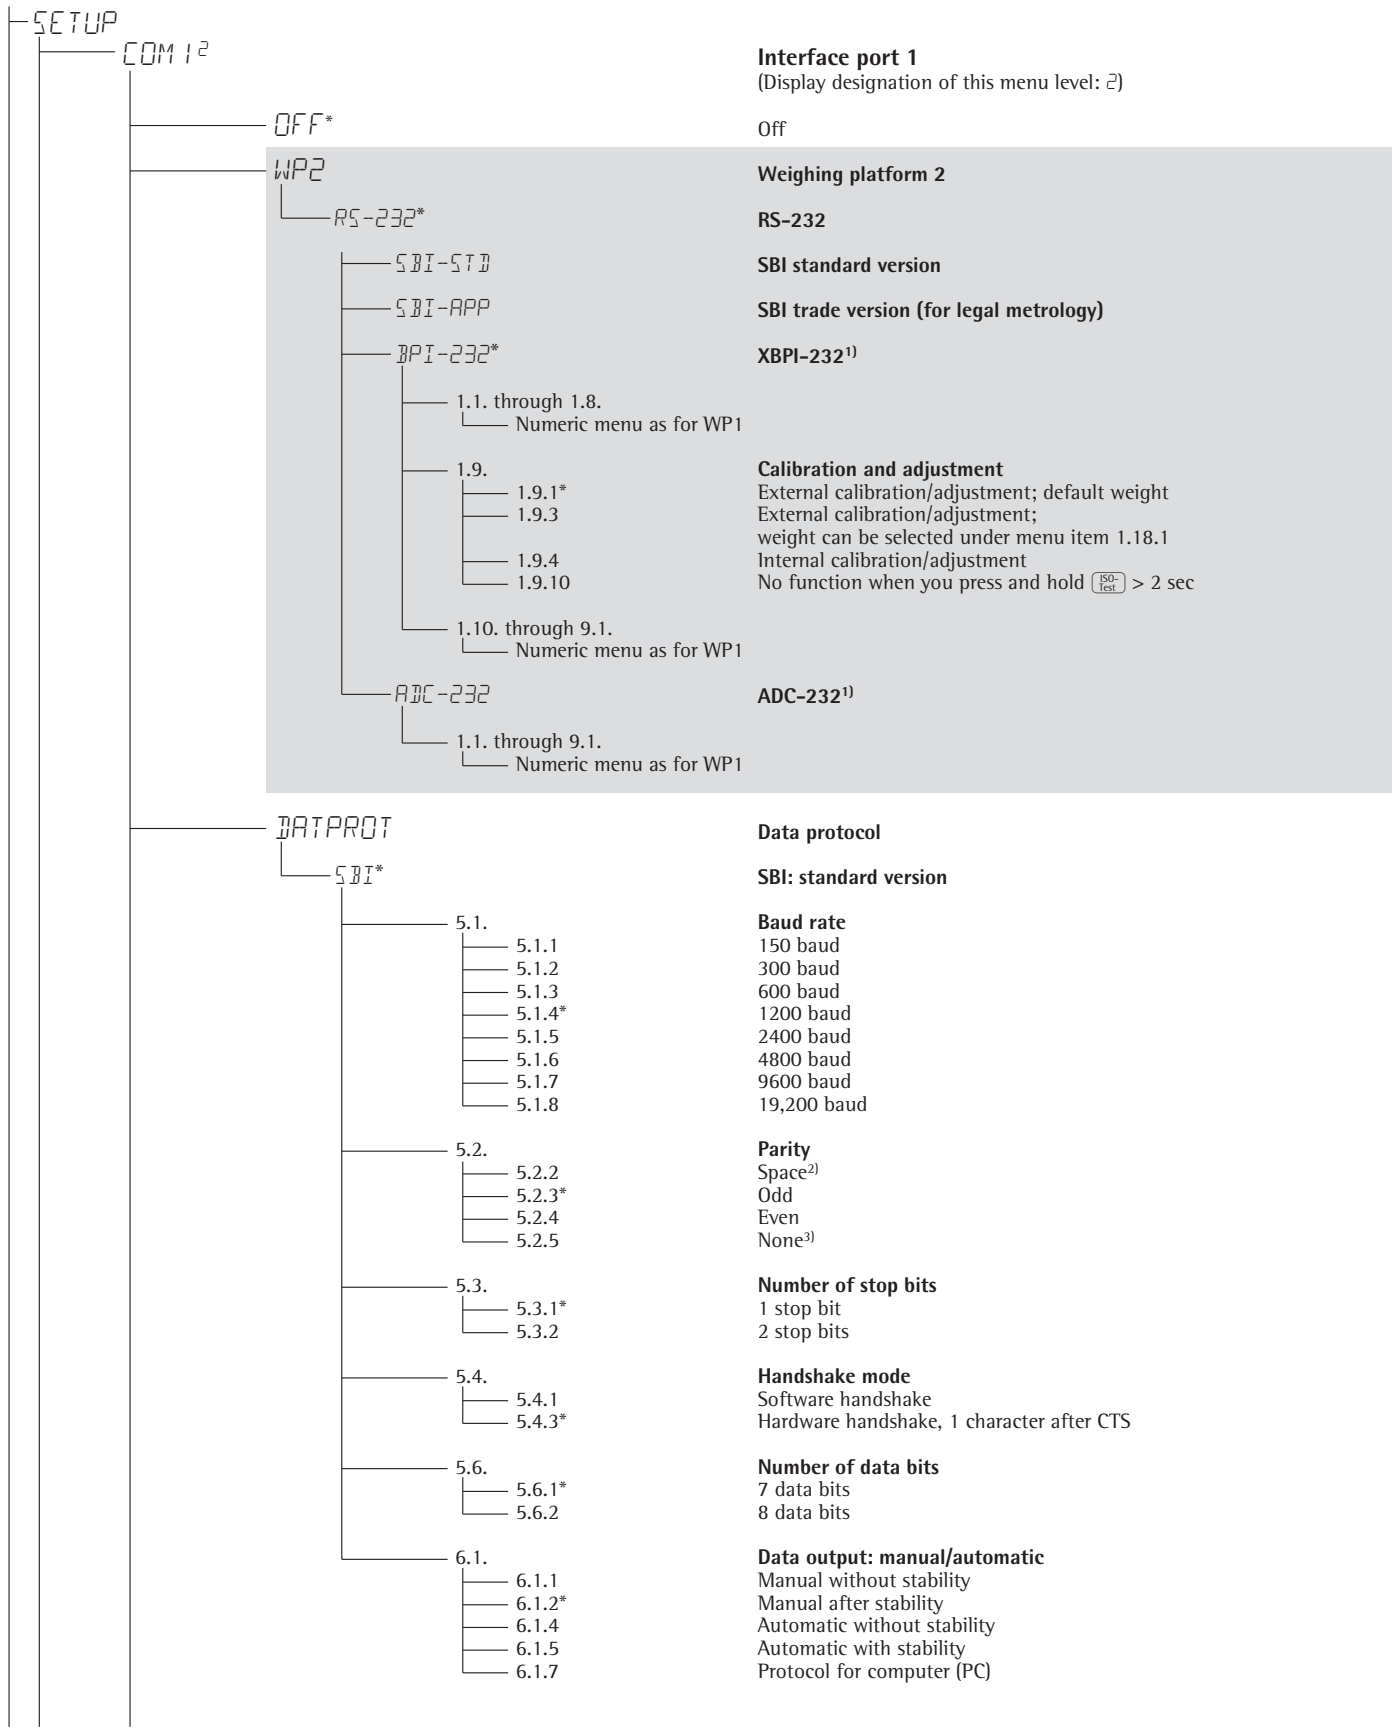 SETUP
COM1 2
Interface port 1
(Display designation of this menu level: 2)
OFF*
Off
WP2
Weighing platform 2
RS-232*
RS-232
SBI-STD
SBI standard version
SBI-APP
SBI trade version (for legal metrology)
BPI-232*
XBPI-232¹⁾
1.1. through 1.8.
Numeric menu as for WP1
1.9.
Calibration and adjustment
1.9.1*
External calibration/adjustment; default weight
1.9.3
External calibration/adjustment;
weight can be selected under menu item 1.18.1
1.9.4
Internal calibration/adjustment
1.9.10
No function when you press and hold ISO-Test > 2 sec
1.10. through 9.1.
Numeric menu as for WP1
ADC-232
ADC-232¹⁾
1.1. through 9.1.
Numeric menu as for WP1
DATPROT
Data protocol
SBI*
SBI: standard version
5.1.
Baud rate
5.1.1
150 baud
5.1.2
300 baud
5.1.3
600 baud
5.1.4*
1200 baud
5.1.5
2400 baud
5.1.6
4800 baud
5.1.7
9600 baud
5.1.8
19,200 baud
5.2.
Parity
5.2.2
Space²⁾
5.2.3*
Odd
5.2.4
Even
5.2.5
None³⁾
5.3.
Number of stop bits
5.3.1*
1 stop bit
5.3.2
2 stop bits
5.4.
Handshake mode
5.4.1
Software handshake
5.4.3*
Hardware handshake, 1 character after CTS
5.6.
Number of data bits
5.6.1*
7 data bits
5.6.2
8 data bits
6.1.
Data output: manual/automatic
6.1.1
Manual without stability
6.1.2*
Manual after stability
6.1.4
Automatic without stability
6.1.5
Automatic with stability
6.1.7
Protocol for computer (PC)